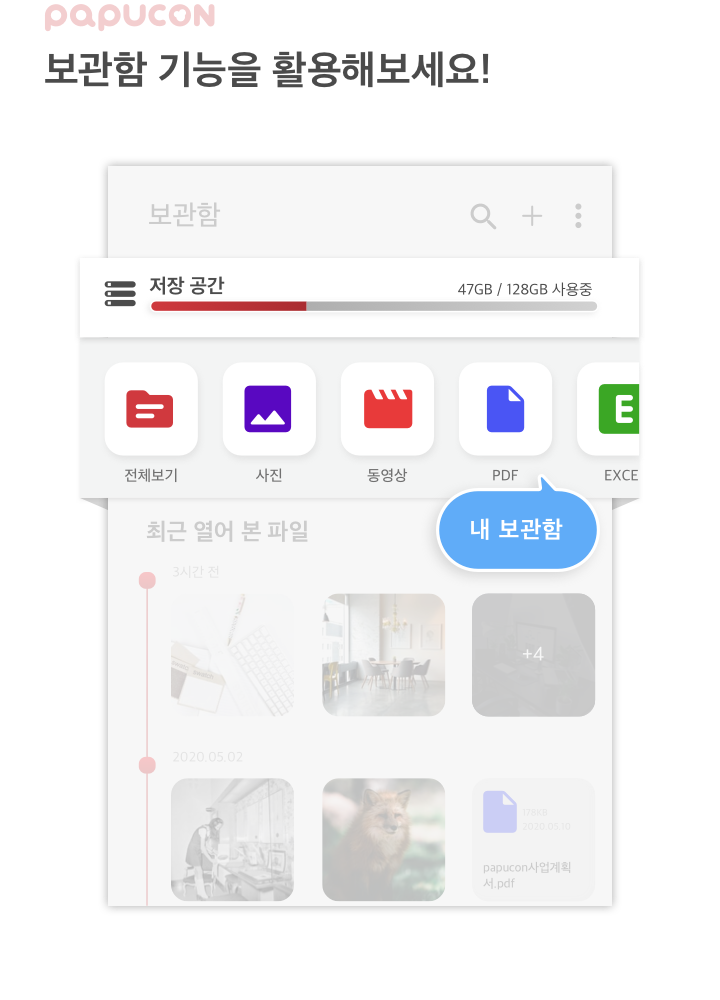 papucon
보관함 기능을 활용해보세요!
보관함
저장 공간
47GB / 128GB 사용중
전체보기
사진
동영상
PDF
EXCE
내 보관함
최근 열어 본 파일
3시간 전
+4
2020.05.02
178KB
2020.05.10
papucon사업계획
서.pdf